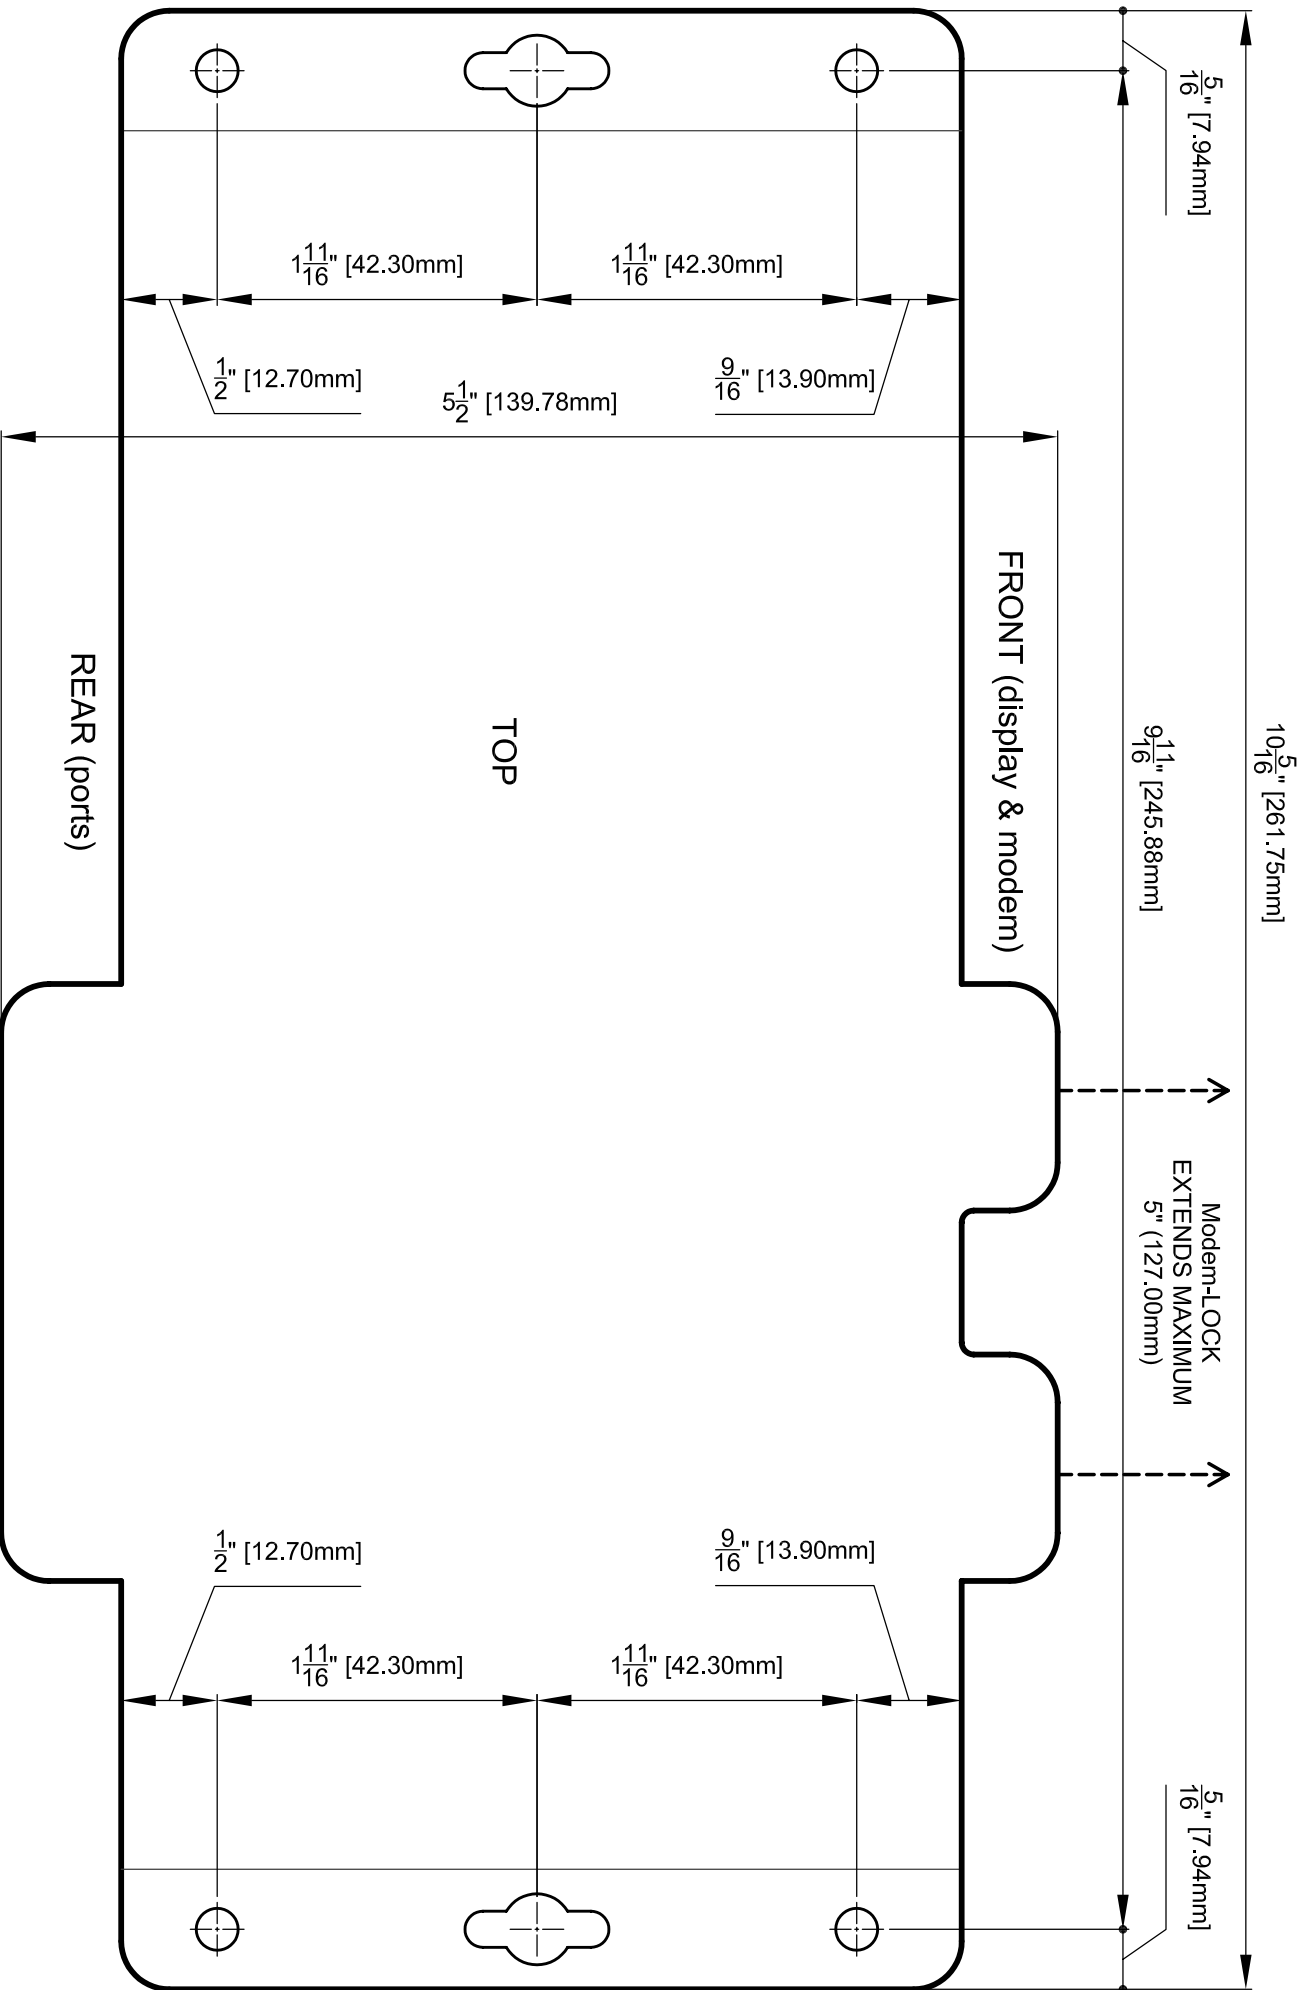 5/16" [7.94mm]
10 5/16" [261.75mm]
9 11/16" [245.88mm]
1 11/16" [42.30mm]
1 11/16" [42.30mm]
1/2" [12.70mm]
9/16" [13.90mm]
5 1/2" [139.78mm]
FRONT (display & modem)
TOP
REAR (ports)
Modem-LOCK
EXTENDS MAXIMUM
5" (127.00mm)
1/2" [12.70mm]
9/16" [13.90mm]
1 11/16" [42.30mm]
1 11/16" [42.30mm]
5/16" [7.94mm]